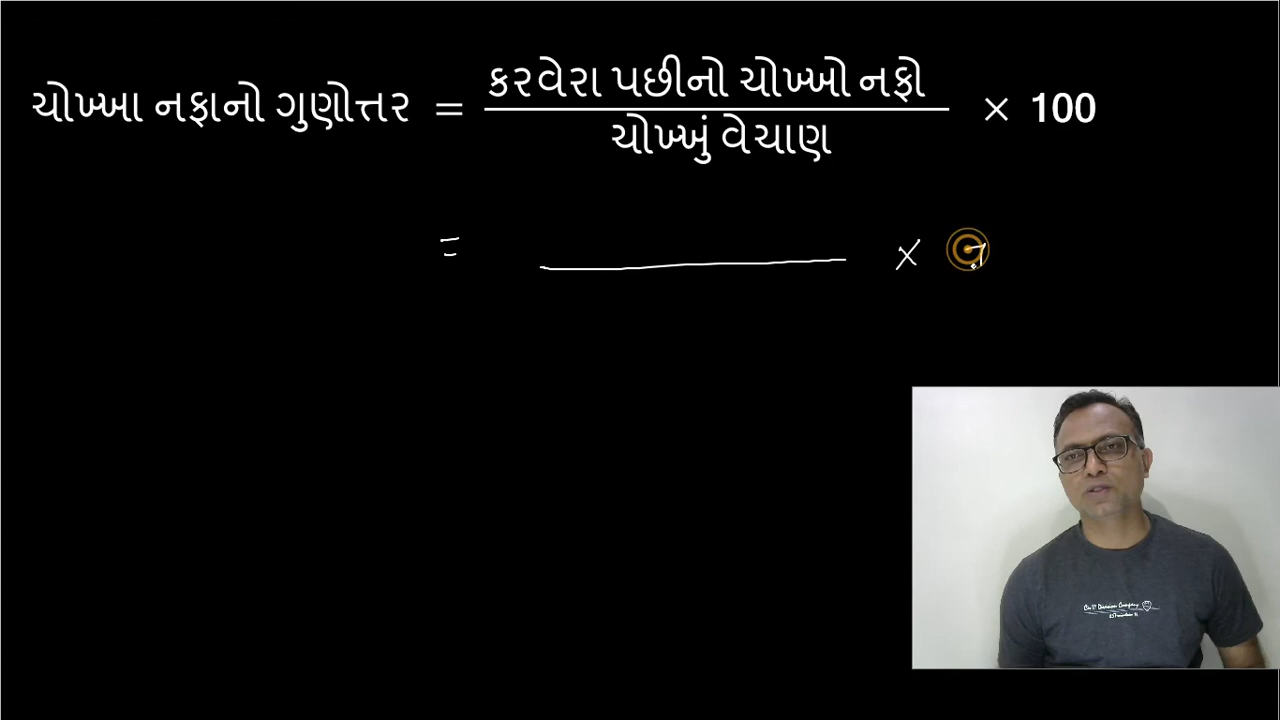 ચોખ્ખા નફાનો ગુણોત્તર = કરવેરા પછીનો ચોખ્ખો નફો / ચોખ્ખું વેચાણ × 100
= ×